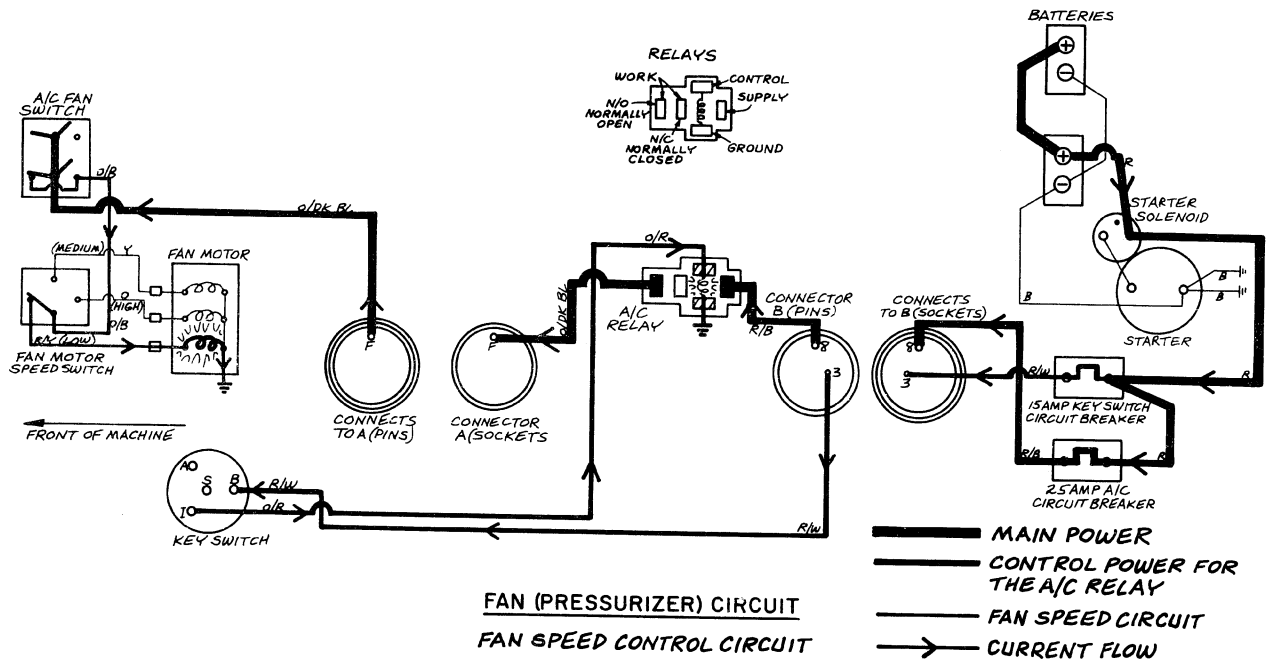 BATTERIES
RELAYS
WORK
CONTROL
SUPPLY
N/O
NORMALLY
OPEN
N/C
NORMALLY
CLOSED
GROUND
A/C FAN
SWITCH
O/B
O/DK BL.
(MEDIUM) Y
FAN MOTOR
O
(HIGH)
O/B
R/Y (LOW)
FAN MOTOR
SPEED SWITCH
O/R
O/DK BL
A/C
RELAY
R/B
CONNECTOR
B (PINS)
CONNECTS
TO B (SOCKETS)
R
STARTER
SOLENOID
B
B
B
STARTER
F
F
8
3
8
3
R/W
R
15 AMP KEY SWITCH
CIRCUIT BREAKER
FRONT OF MACHINE
CONNECTS
TO A (PINS)
CONNECTOR
A (SOCKETS
R/B
R
25 AMP A/C
CIRCUIT BREAKER
A
S
B
I
R/W
O/R
R/W
KEY SWITCH
MAIN POWER
CONTROL POWER FOR
THE A/C RELAY
FAN SPEED CIRCUIT
CURRENT FLOW
FAN (PRESSURIZER) CIRCUIT
FAN SPEED CONTROL CIRCUIT